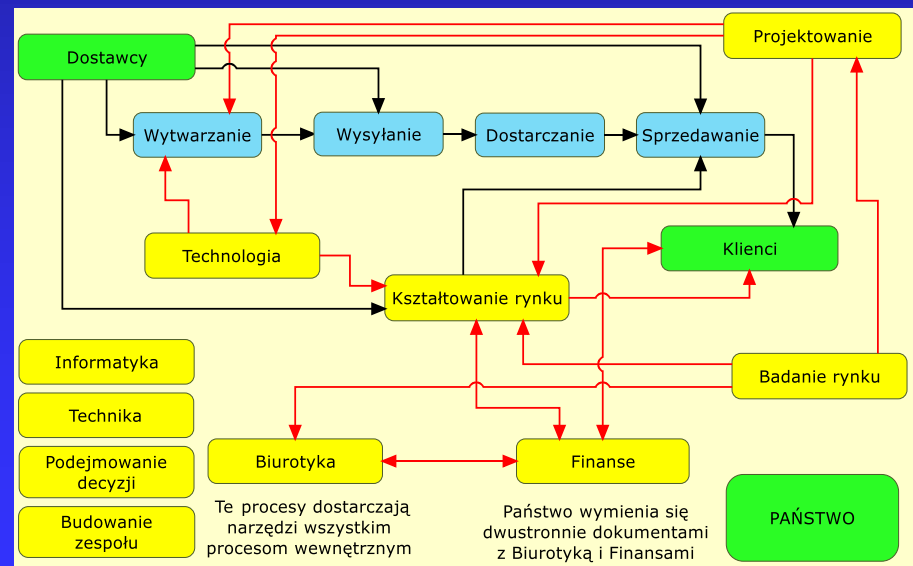 Projektowanie
Dostawcy
Wytwarzanie
Wysyłanie
Dostarczanie
Sprzedawanie
Technologia
Klienci
Kształtowanie rynku
Informatyka
Badanie rynku
Technika
Podejmowanie
decyzji
Biurotyka
Finanse
Budowanie
zespołu
Te procesy dostarczają
narzędzi wszystkim
procesom wewnętrznym
Państwo wymienia się
dwustronnie dokumentami
z Biurotyką i Finansami
PAŃSTWO